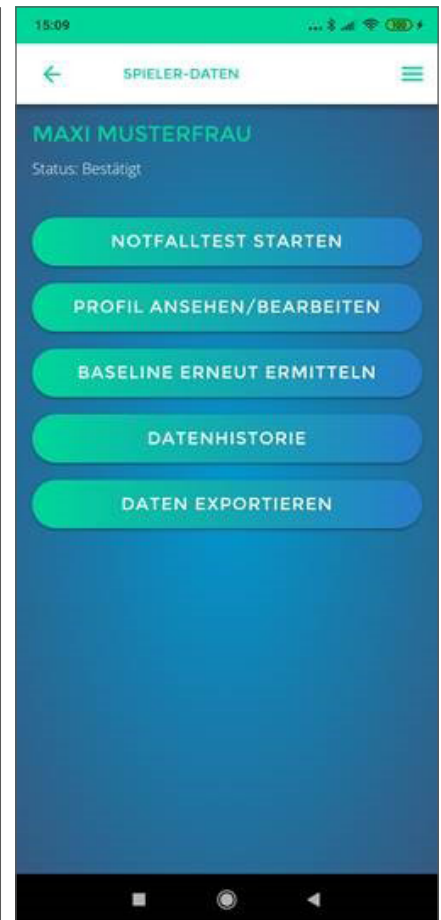 15:09
100
SPIELER-DATEN
MAXI MUSTERFRAU
Status: Bestätigt
NOTFALLTEST STARTEN
PROFIL ANSEHEN/BEARBEITEN
BASELINE ERNEUT ERMITTELN
DATENHISTORIE
DATEN EXPORTIEREN